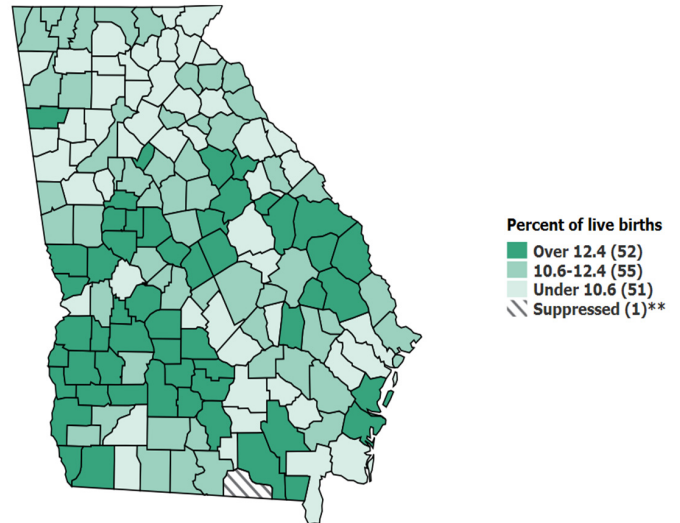 Percent of live births
Over 12.4 (52)
10.6-12.4 (55)
Under 10.6 (51)
Suppressed (1)**